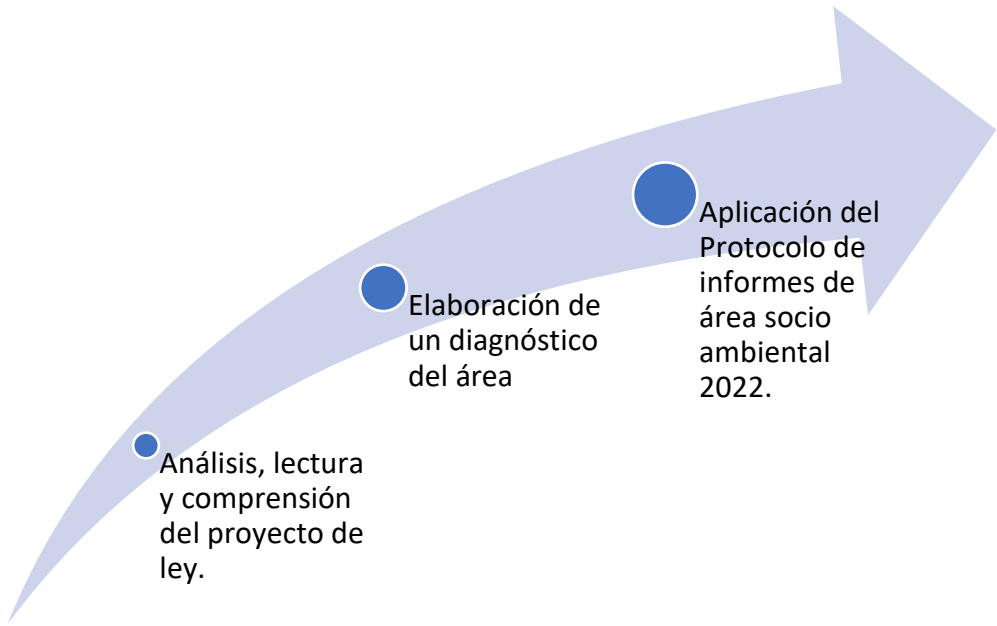 Análisis, lectura
y comprensión
del proyecto de
ley.
Elaboración de
un diagnóstico
del área
Aplicación del
Protocolo de
informes de
área socio
ambiental
2022.